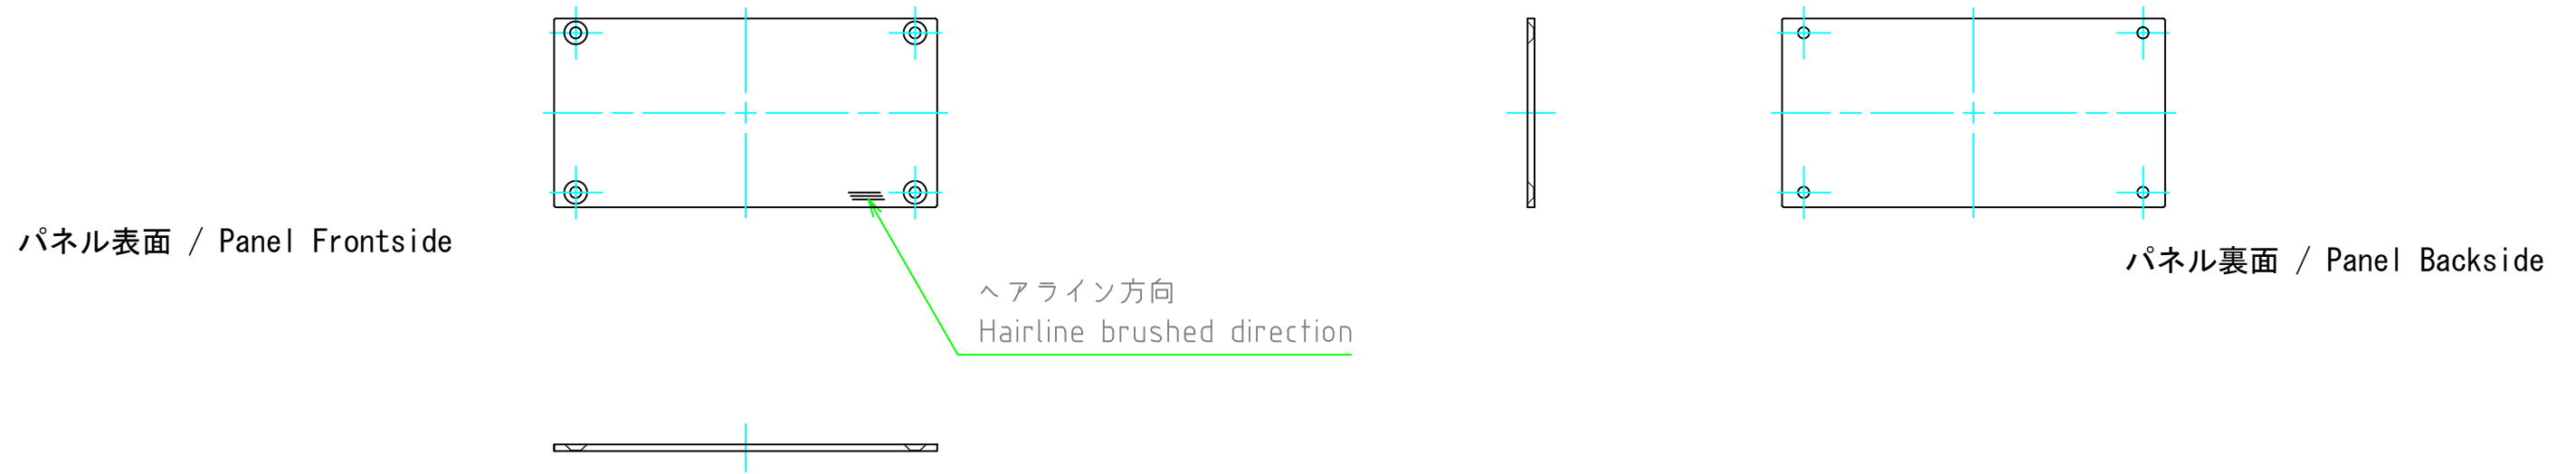 パネル表面 / Panel Frontside
ヘアライン方向
Hairline brushed direction
パネル裏面 / Panel Backside